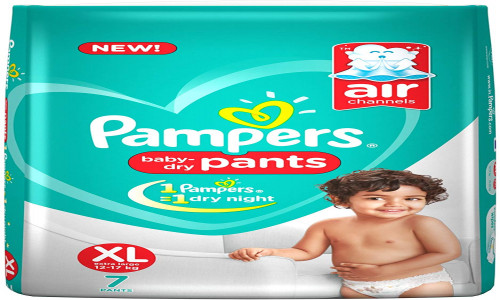 NEW!
TM
air
channels
Pampers®
baby-dry pants
1 Pampers®
=1 dry night
XL
extra large
12-17 kg
7
PANTS